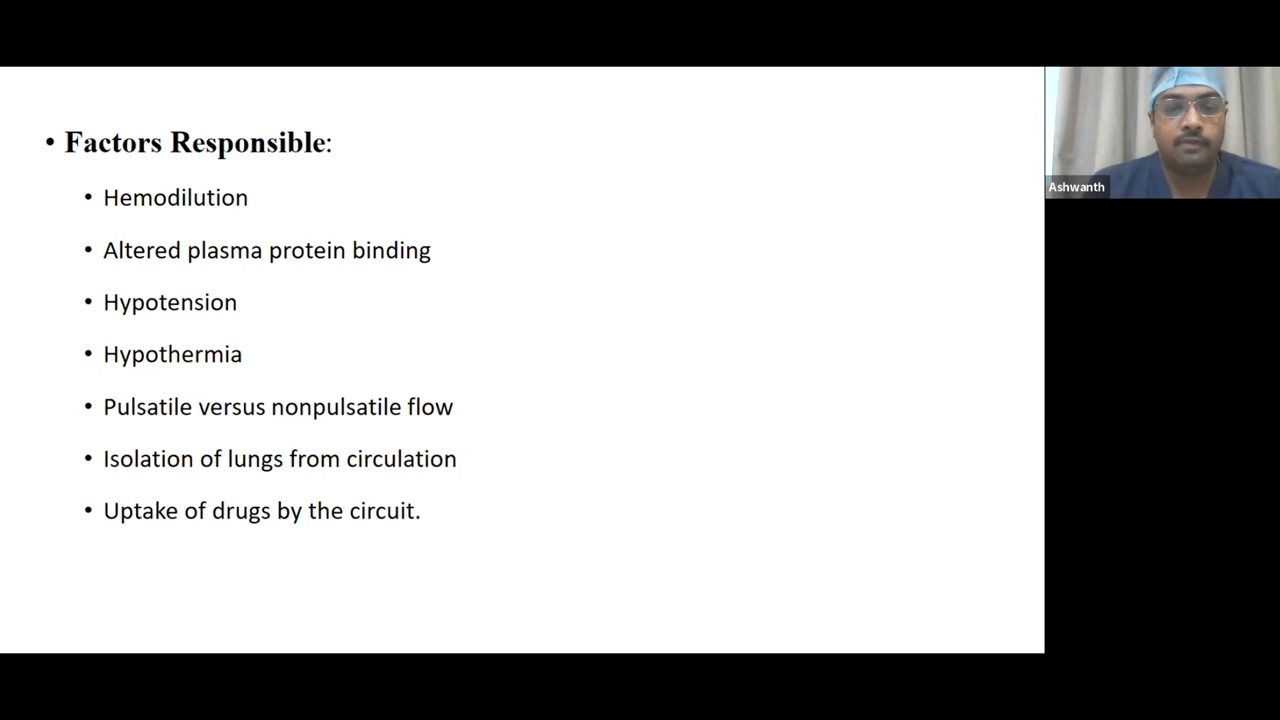 • Factors Responsible:
• Hemodilution
• Altered plasma protein binding
• Hypotension
• Hypothermia
• Pulsatile versus nonpulsatile flow
• Isolation of lungs from circulation
• Uptake of drugs by the circuit.
Ashwanth